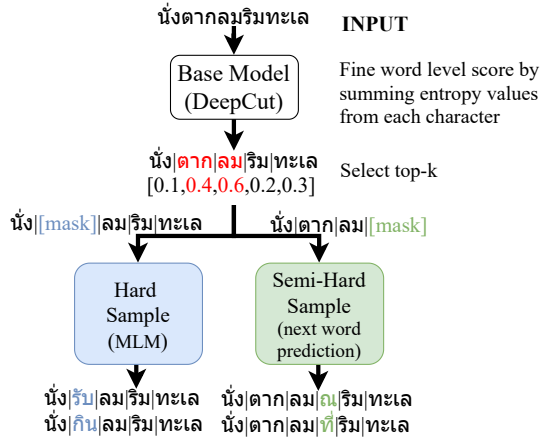 นั่งตากลมริมทะเล
INPUT
Base Model
(DeepCut)
Fine word level score by
summing entropy values
from each character
นั่ง|ตาก|ลม|ริม|ทะเล
[0.1,0.4,0.6,0.2,0.3]
Select top-k
นั่ง|[mask]|ลม|ริม|ทะเล
นั่ง|ตาก|ลม|[mask]
Hard
Sample
(MLM)
Semi-Hard
Sample
(next word
prediction)
นั่ง|รับ|ลม|ริม|ทะเล
นั่ง|กิน|ลม|ริม|ทะเล
นั่ง|ตาก|ลม|ณ|ริม|ทะเล
นั่ง|ตาก|ลม|ที่|ริม|ทะเล